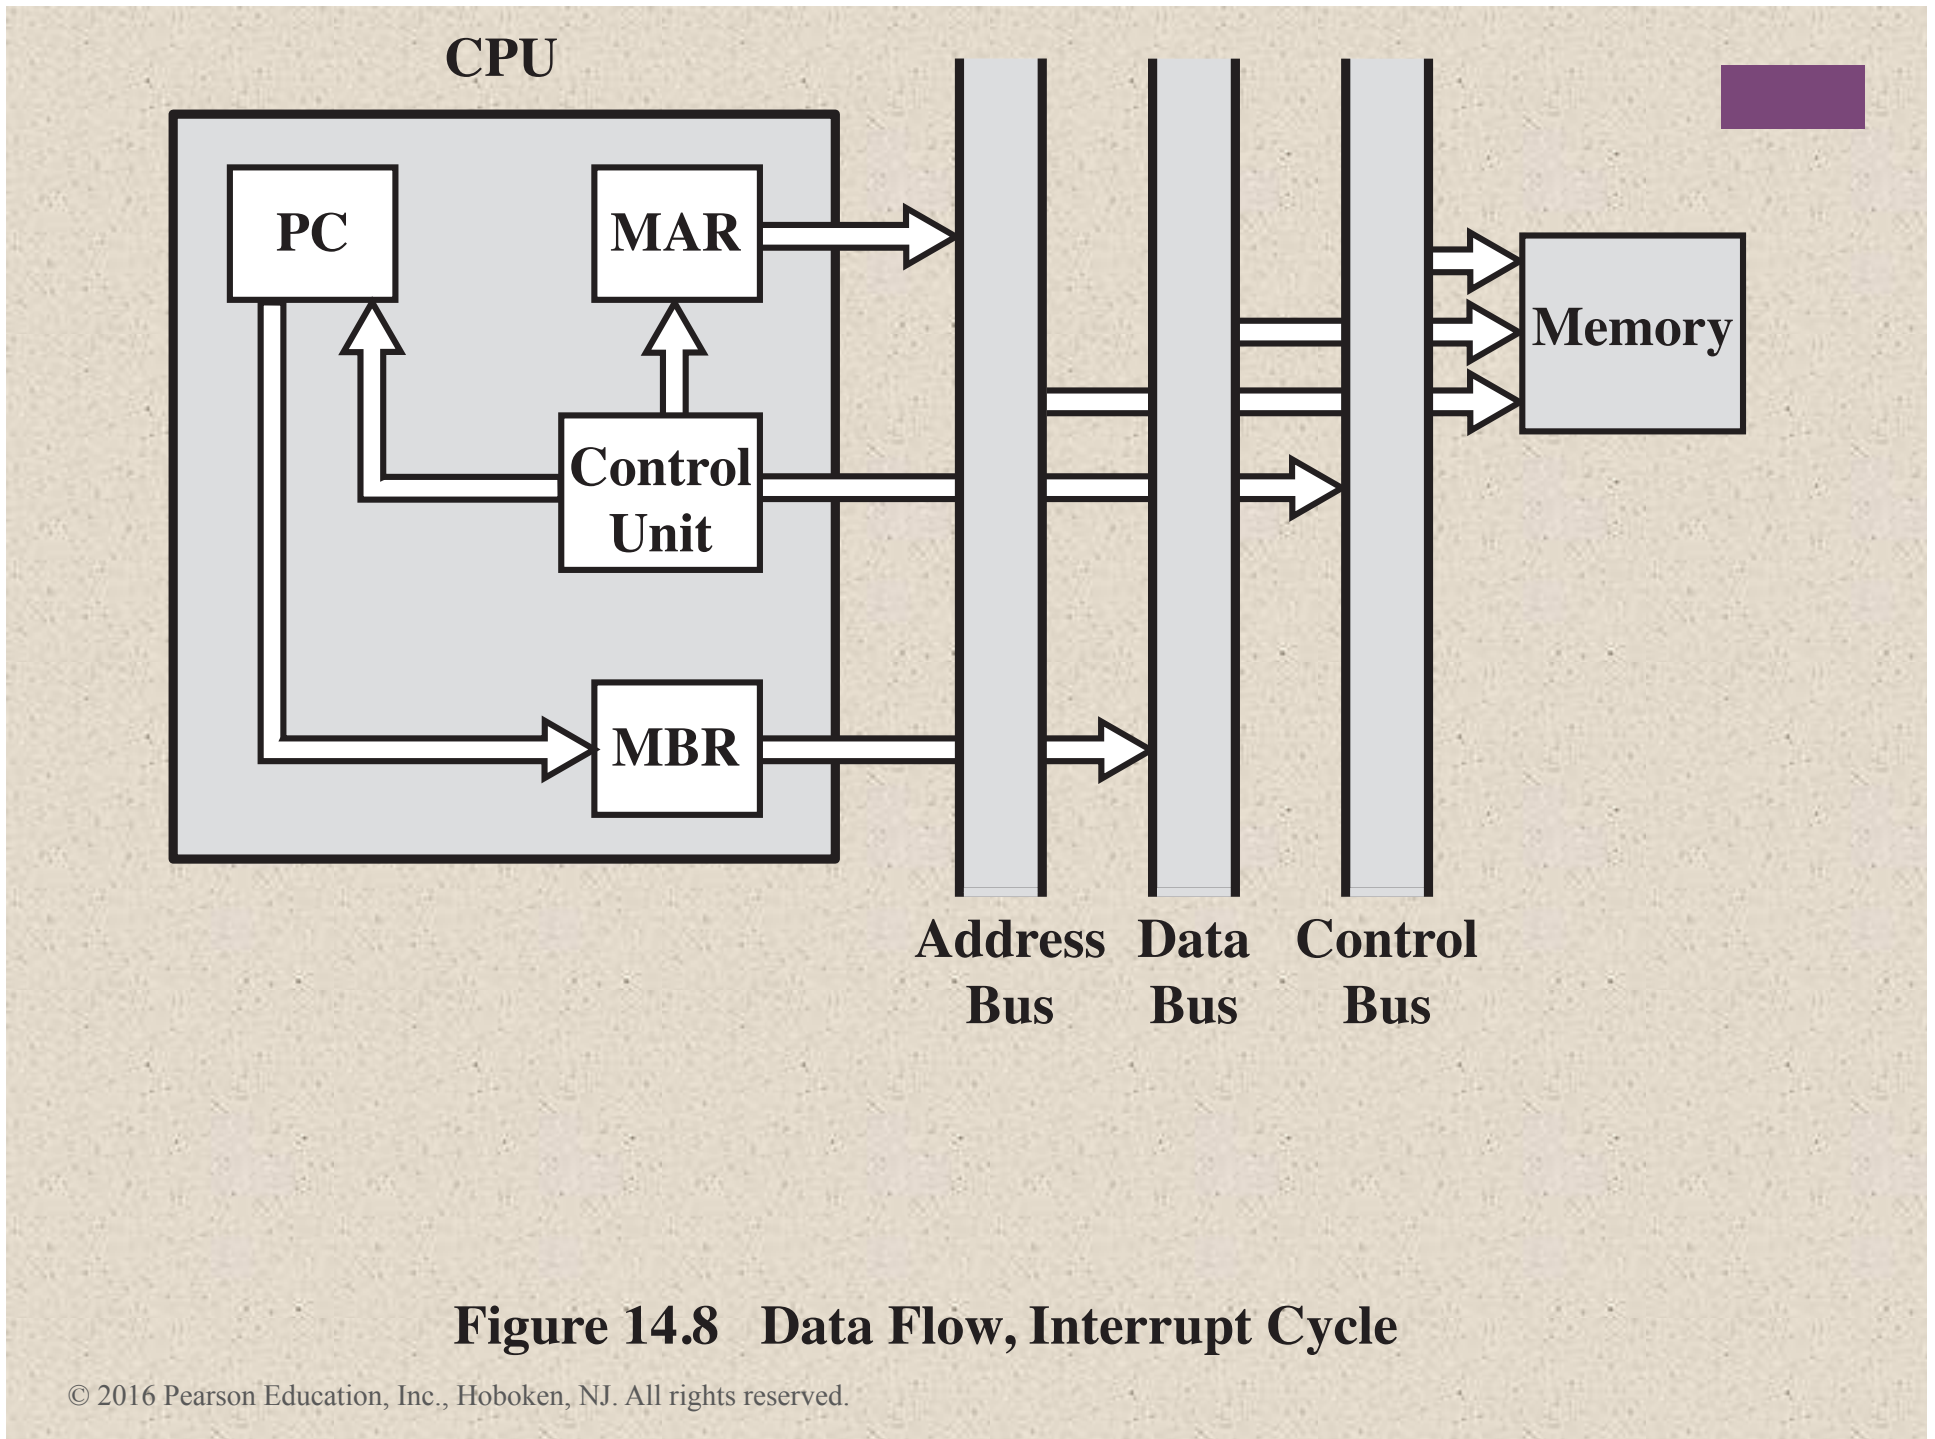 CPU
PC
MAR
Memory
Control
Unit
MBR
Address
Bus
Data
Bus
Control
Bus
Figure 14.8 Data Flow, Interrupt Cycle
© 2016 Pearson Education, Inc., Hoboken, NJ. All rights reserved.